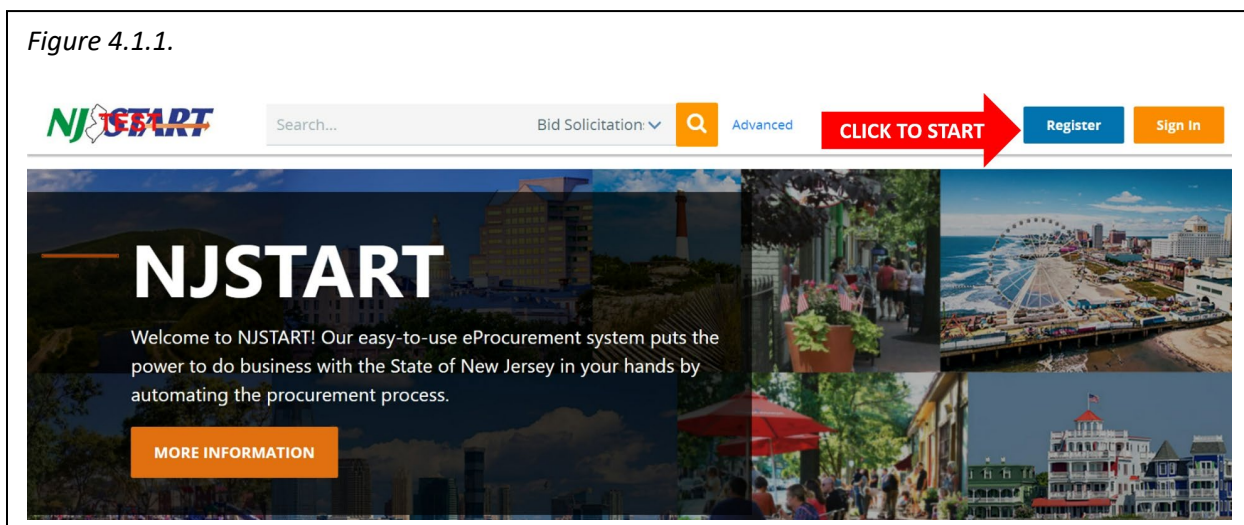 Figure 4.1.1.
NJSTART
TEST
Search...
Bid Solicitation:
Advanced
CLICK TO START
Register
Sign In
NJSTART
Welcome to NJSTART! Our easy-to-use eProcurement system puts the
power to do business with the State of New Jersey in your hands by
automating the procurement process.
MORE INFORMATION